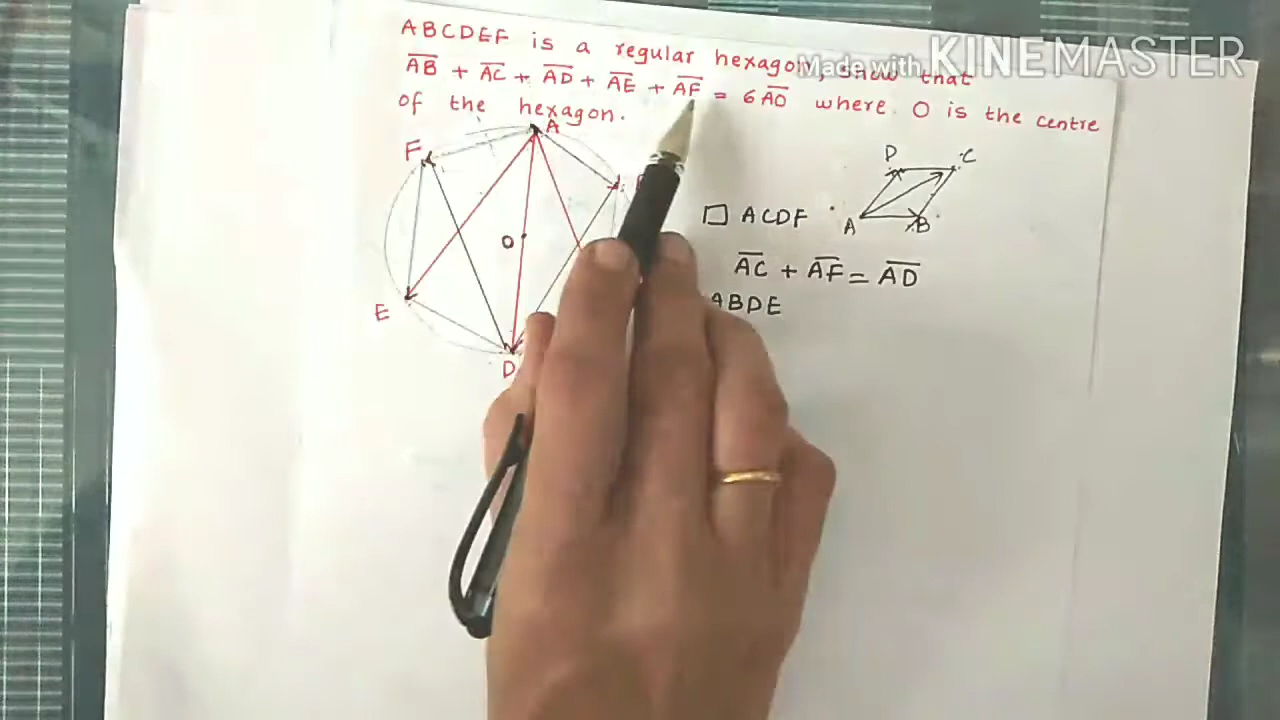 ABCDEF is a regular hexagon, show that
AB + AC + AD + AE + AF = 6 AO where O is the centre
of the hexagon.
Made with KINEMASTER
A
F
O
E
D
D C
A B
□ ACDF
AC + AF = AD
ABDE